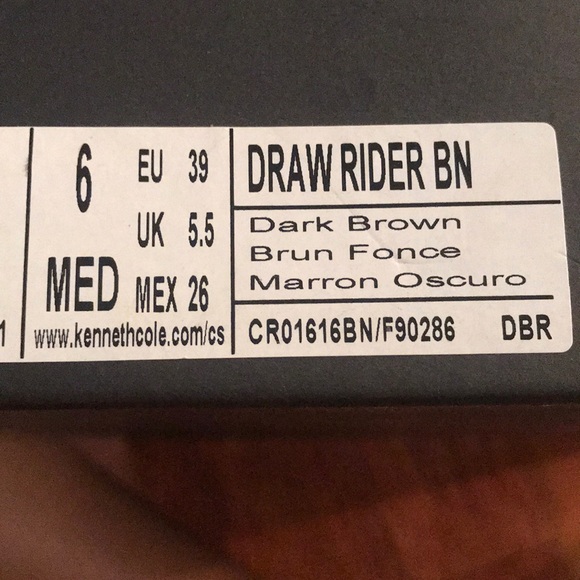 6
MED
EU 39
UK 5.5
MEX 26
www.kennethcole.com/cs
DRAW RIDER BN
Dark Brown
Brun Fonce
Marron Oscuro
CR01616BN/F90286 DBR